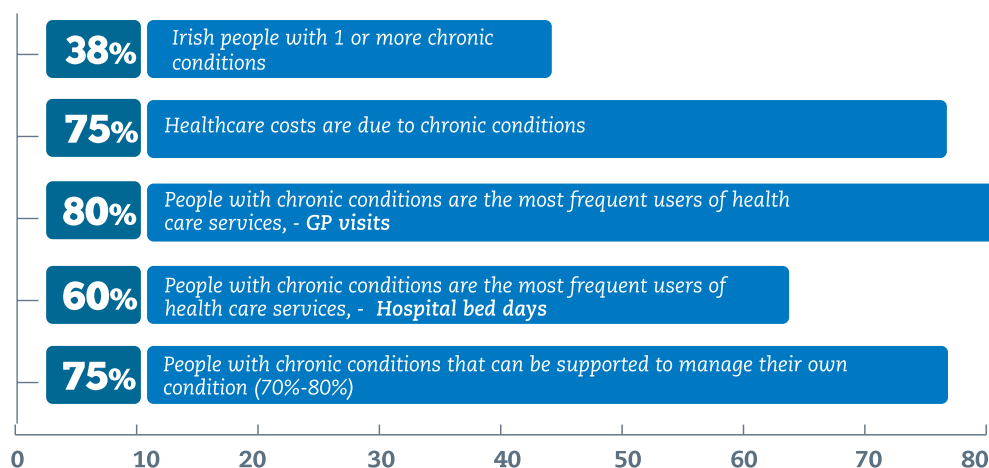 38%
Irish people with 1 or more chronic
conditions
75%
Healthcare costs are due to chronic conditions
80%
People with chronic conditions are the most frequent users of health
care services, - GP visits
60%
People with chronic conditions are the most frequent users of
health care services, - Hospital bed days
75%
People with chronic conditions that can be supported to manage their own
condition (70%-80%)
0 10 20 30 40 50 60 70 80